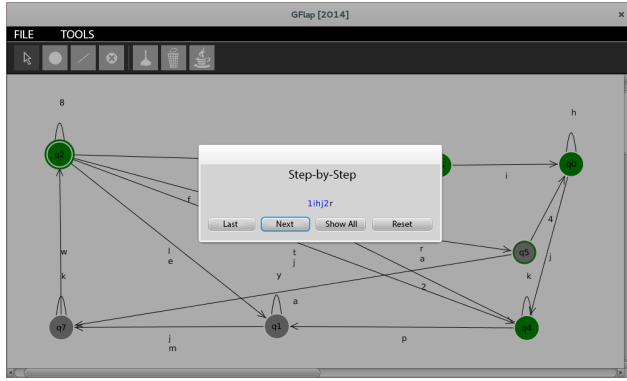 GFlap [2014]
×
FILE TOOLS
8
h
q2
q0
i
f
Step-by-Step
1ihj2r
Last Next Show All Reset
4
q5
w
k
l
e
t
j
r
a
j
y
k
2
a
q7
q1
q4
j
m
p